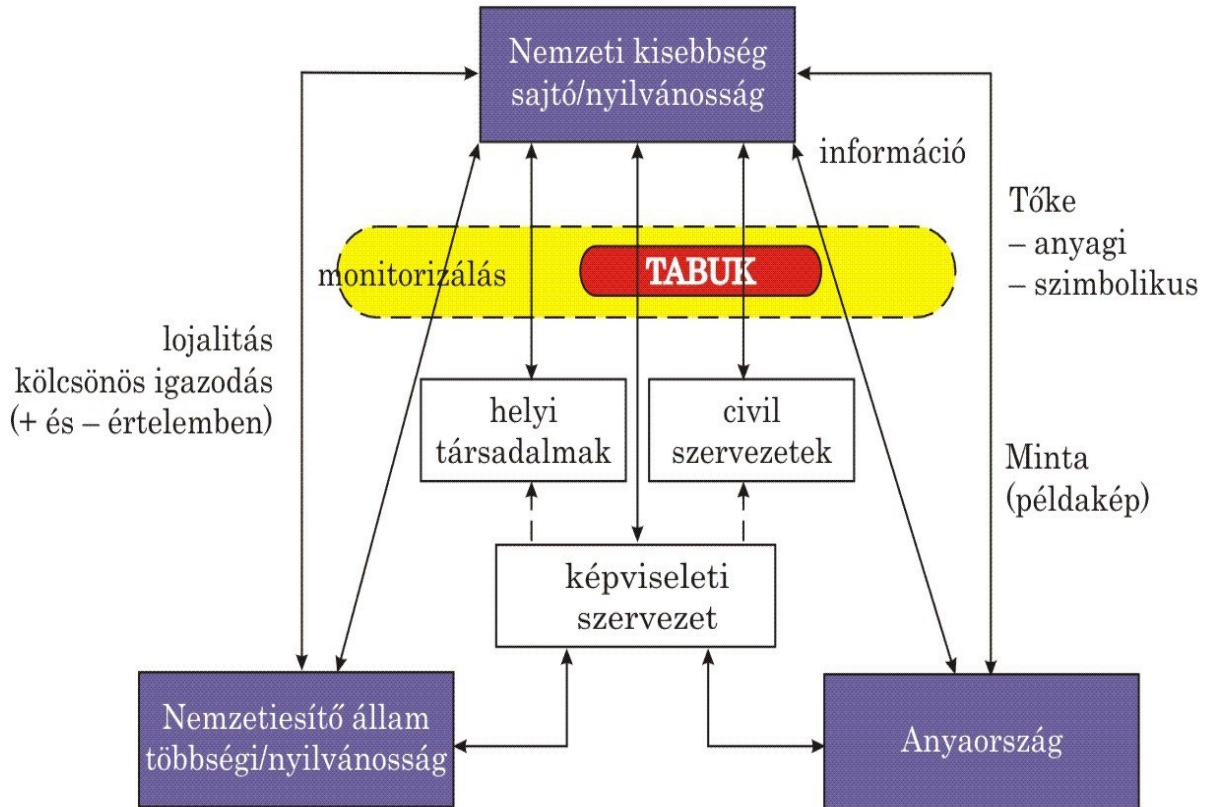 Nemzeti kisebbség
sajtó/nyilvánosság
információ
Tőke
– anyagi
– szimbolikus
monitorizálás
TABUK
lojalitás
kölcsönös igazodás
(+ és – értelemben)
helyi
társadalmak
civil
szervezetek
Minta
(példakép)
képviseleti
szervezet
Nemzetiesítő állam
többségi/nyilvánosság
Anyaország